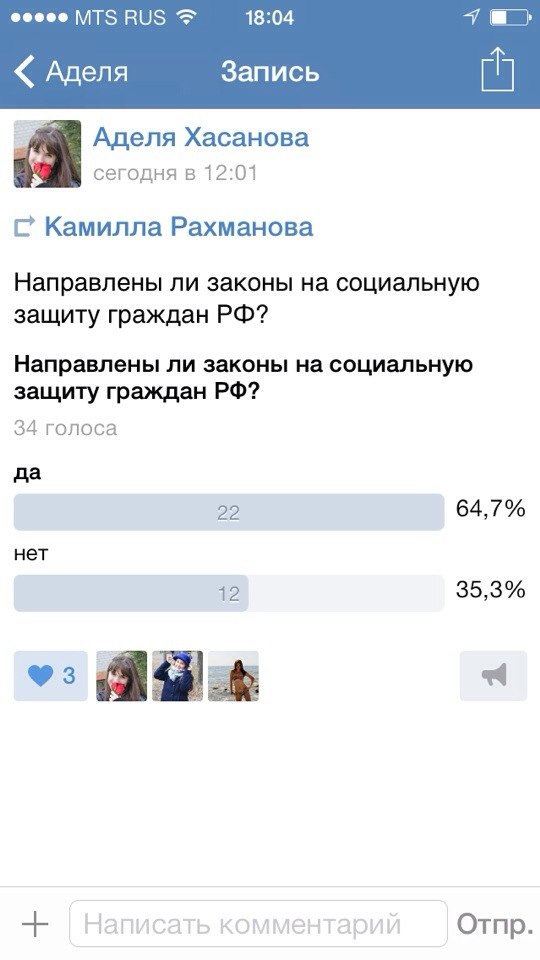 MTS RUS 18:04
Аделя Запись
Аделя Хасанова
сегодня в 12:01
Камилла Рахманова
Направлены ли законы на социальную
защиту граждан РФ?
Направлены ли законы на социальную
защиту граждан РФ?
34 голоса
да
22 64,7%
нет
12 35,3%
3
Написать комментарий Отпр.